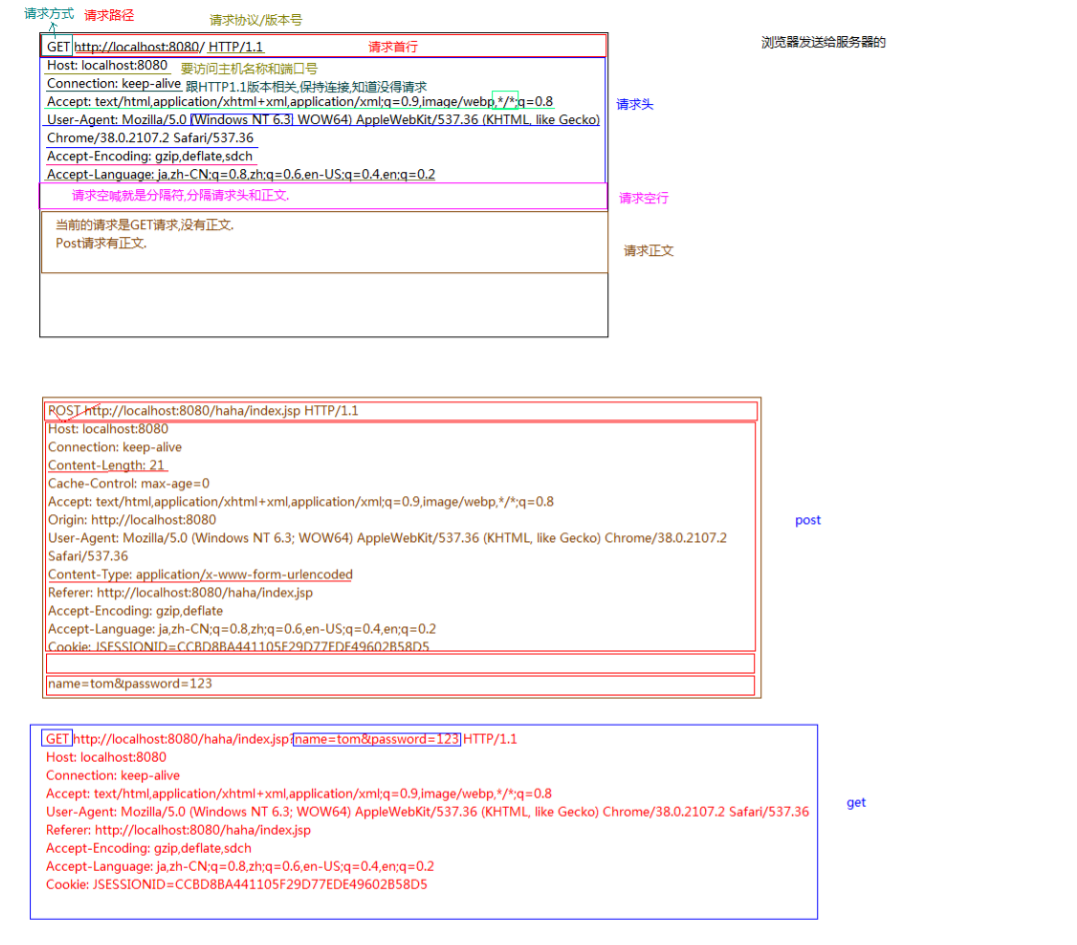 请求方式 请求路径 请求协议/版本号
GET http://localhost:8080/ HTTP/1.1 请求首行
浏览器发送给服务器的
Host: localhost:8080 要访问主机名称和端口号
Connection: keep-alive 跟HTTP1.1版本相关,保持连接,知道没得请求
Accept: text/html,application/xhtml+xml,application/xml;q=0.9,image/webp,*/*;q=0.8
请求头
User-Agent: Mozilla/5.0 (Windows NT 6.3; WOW64) AppleWebKit/537.36 (KHTML, like Gecko)
Chrome/38.0.2107.2 Safari/537.36
Accept-Encoding: gzip,deflate,sdch
Accept-Language: ja,zh-CN;q=0.8,zh;q=0.6,en-US;q=0.4,en;q=0.2
请求空喊就是分隔符,分隔请求头和正文.
请求空行
当前的请求是GET请求,没有正文.
Post请求有正文.
请求正文
POST http://localhost:8080/haha/index.jsp HTTP/1.1
Host: localhost:8080
Connection: keep-alive
Content-Length: 21
Cache-Control: max-age=0
Accept: text/html,application/xhtml+xml,application/xml;q=0.9,image/webp,*/*;q=0.8
Origin: http://localhost:8080
post
User-Agent: Mozilla/5.0 (Windows NT 6.3; WOW64) AppleWebKit/537.36 (KHTML, like Gecko) Chrome/38.0.2107.2
Safari/537.36
Content-Type: application/x-www-form-urlencoded
Referer: http://localhost:8080/haha/index.jsp
Accept-Encoding: gzip,deflate
Accept-Language: ja,zh-CN;q=0.8,zh;q=0.6,en-US;q=0.4,en;q=0.2
Cookie: JSESSIONID=CCBD8BA441105F29D77EDE49602B58D5
name=tom&password=123
GET http://localhost:8080/haha/index.jsp?name=tom&password=123 HTTP/1.1
Host: localhost:8080
Connection: keep-alive
Accept: text/html,application/xhtml+xml,application/xml;q=0.9,image/webp,*/*;q=0.8
get
User-Agent: Mozilla/5.0 (Windows NT 6.3; WOW64) AppleWebKit/537.36 (KHTML, like Gecko) Chrome/38.0.2107.2 Safari/537.36
Referer: http://localhost:8080/haha/index.jsp
Accept-Encoding: gzip,deflate,sdch
Accept-Language: ja,zh-CN;q=0.8,zh;q=0.6,en-US;q=0.4,en;q=0.2
Cookie: JSESSIONID=CCBD8BA441105F29D77EDE49602B58D5